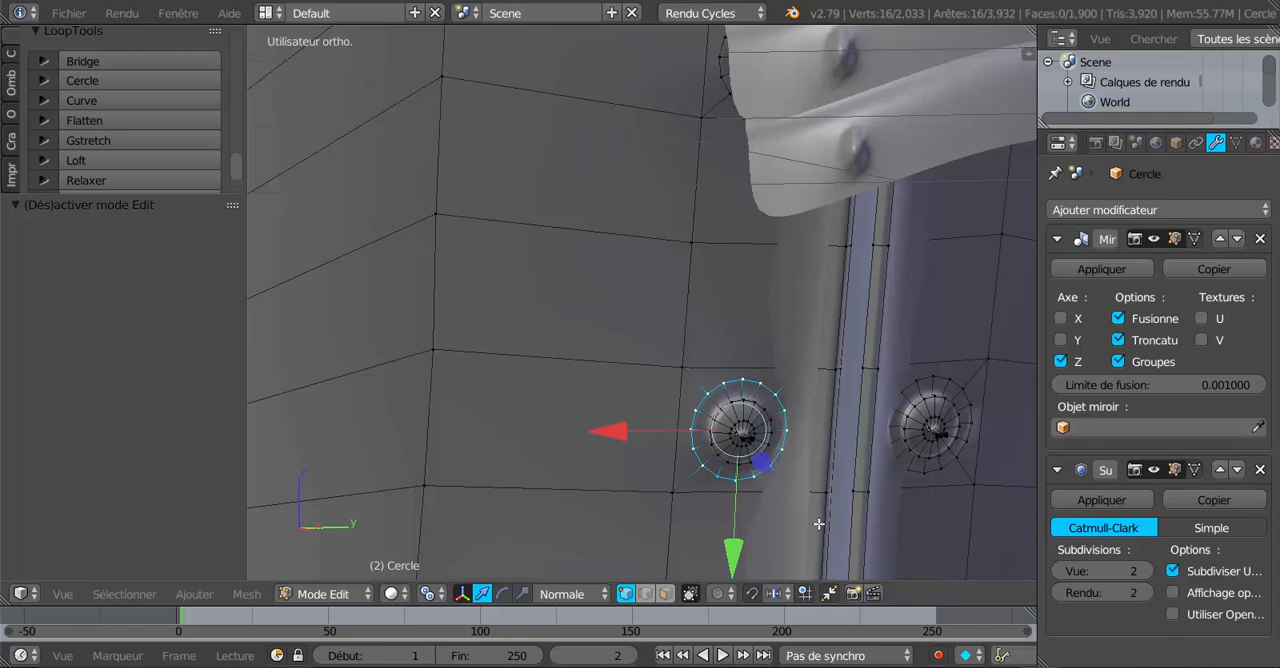 Fichier Rendu Fenêtre Aide Default Scene Rendu Cycles v2.79 | Verts:16/2,033 | Arêtes:16/3,932 | Faces:0/1,900 | Tris:3,920 | Mem:55.77M | Cercle
LoopTools
Bridge
Cercle
Curve
Flatten
Gstretch
Loft
Relaxer
(Dés)activer mode Edit
C
Omb
O
Cra
Impr
Utilisateur ortho.
z
y
(2) Cercle
Vue Sélectionner Ajouter Mesh Mode Edit Normale
-50 0 50 100 150 200 250
Vue Marqueur Frame Lecture Début: 1 Fin: 250 2 Pas de synchro
Vue Chercher Toutes les scèn
Scene
Calques de rendu
World
Cercle
Ajouter modificateur
Mir
Appliquer Copier
Axe : Options : Textures :
X Fusionne U
Y Troncatu V
Z Groupes
Limite de fusion: 0.001000
Objet miroir :
Su
Appliquer Copier
Catmull-Clark Simple
Subdivisions : Options :
Vue: 2 Subdiviser U...
Rendu: 2 Affichage op...
Utiliser Open...